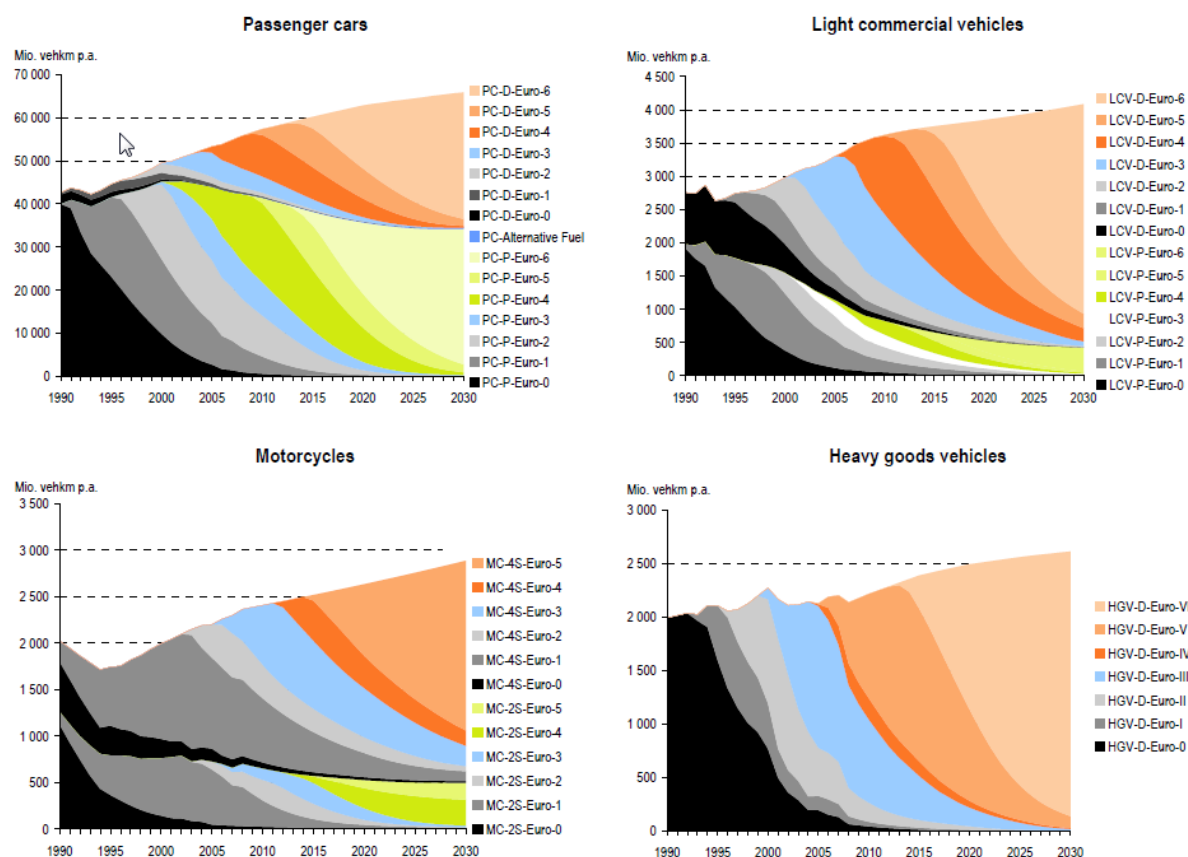 Passenger cars
Mio. vehkm p.a.
70 000
60 000
50 000
40 000
30 000
20 000
10 000
0
1990 1995 2000 2005 2010 2015 2020 2025 2030
PC-D-Euro-6
PC-D-Euro-5
PC-D-Euro-4
PC-D-Euro-3
PC-D-Euro-2
PC-D-Euro-1
PC-D-Euro-0
PC-Alternative Fuel
PC-P-Euro-6
PC-P-Euro-5
PC-P-Euro-4
PC-P-Euro-3
PC-P-Euro-2
PC-P-Euro-1
PC-P-Euro-0
Light commercial vehicles
Mio. vehkm p.a.
4 500
4 000
3 500
3 000
2 500
2 000
1 500
1 000
500
0
1990 1995 2000 2005 2010 2015 2020 2025 2030
LCV-D-Euro-6
LCV-D-Euro-5
LCV-D-Euro-4
LCV-D-Euro-3
LCV-D-Euro-2
LCV-D-Euro-1
LCV-D-Euro-0
LCV-P-Euro-6
LCV-P-Euro-5
LCV-P-Euro-4
LCV-P-Euro-3
LCV-P-Euro-2
LCV-P-Euro-1
LCV-P-Euro-0
Motorcycles
Mio. vehkm p.a.
3 500
3 000
2 500
2 000
1 500
1 000
500
0
1990 1995 2000 2005 2010 2015 2020 2025 2030
MC-4S-Euro-5
MC-4S-Euro-4
MC-4S-Euro-3
MC-4S-Euro-2
MC-4S-Euro-1
MC-4S-Euro-0
MC-2S-Euro-5
MC-2S-Euro-4
MC-2S-Euro-3
MC-2S-Euro-2
MC-2S-Euro-1
MC-2S-Euro-0
Heavy goods vehicles
Mio. vehkm p.a.
3 000
2 500
2 000
1 500
1 000
500
0
1990 1995 2000 2005 2010 2015 2020 2025 2030
HGV-D-Euro-VI
HGV-D-Euro-V
HGV-D-Euro-IV
HGV-D-Euro-III
HGV-D-Euro-II
HGV-D-Euro-I
HGV-D-Euro-0